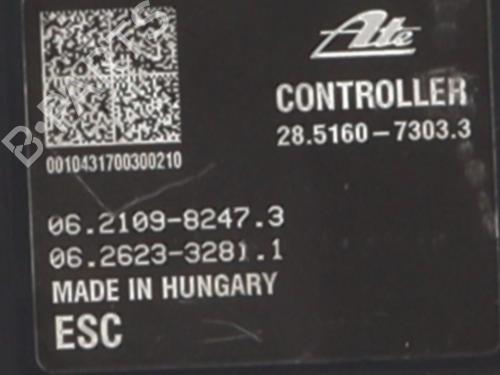 Ate
CONTROLLER
28.5160-7303.3
0010431700300210
06.2109-8247.3
06.2623-3281.1
MADE IN HUNGARY
ESC
B-PARTS